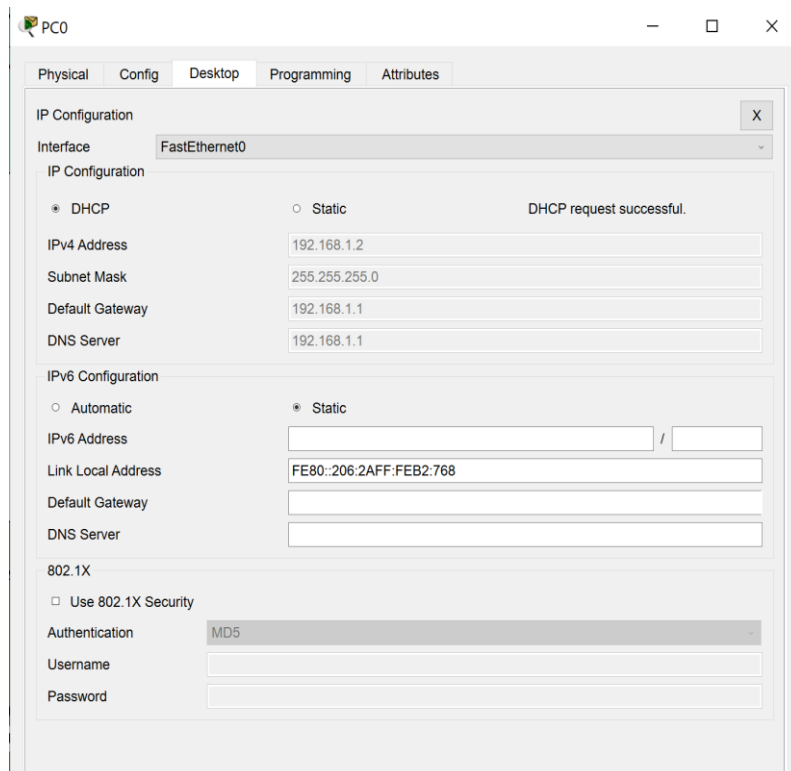 PC0
Physical Config Desktop Programming Attributes
IP Configuration X
Interface FastEthernet0
IP Configuration
DHCP Static DHCP request successful.
IPv4 Address 192.168.1.2
Subnet Mask 255.255.255.0
Default Gateway 192.168.1.1
DNS Server 192.168.1.1
IPv6 Configuration
Automatic Static
IPv6 Address /
Link Local Address FE80::206:2AFF:FEB2:768
Default Gateway
DNS Server
802.1X
Use 802.1X Security
Authentication MD5
Username
Password